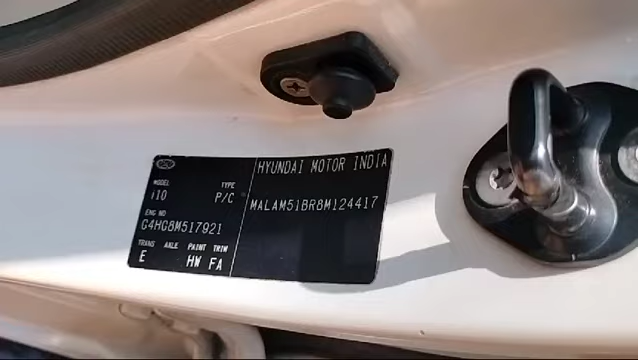 HYUNDAI MOTOR INDIA
MODEL TYPE
i10 P/C
MALAM51BR8M124417
ENG NO
G4HG8M517921
TRANS AXLE PAINT TRIM
E HW FA